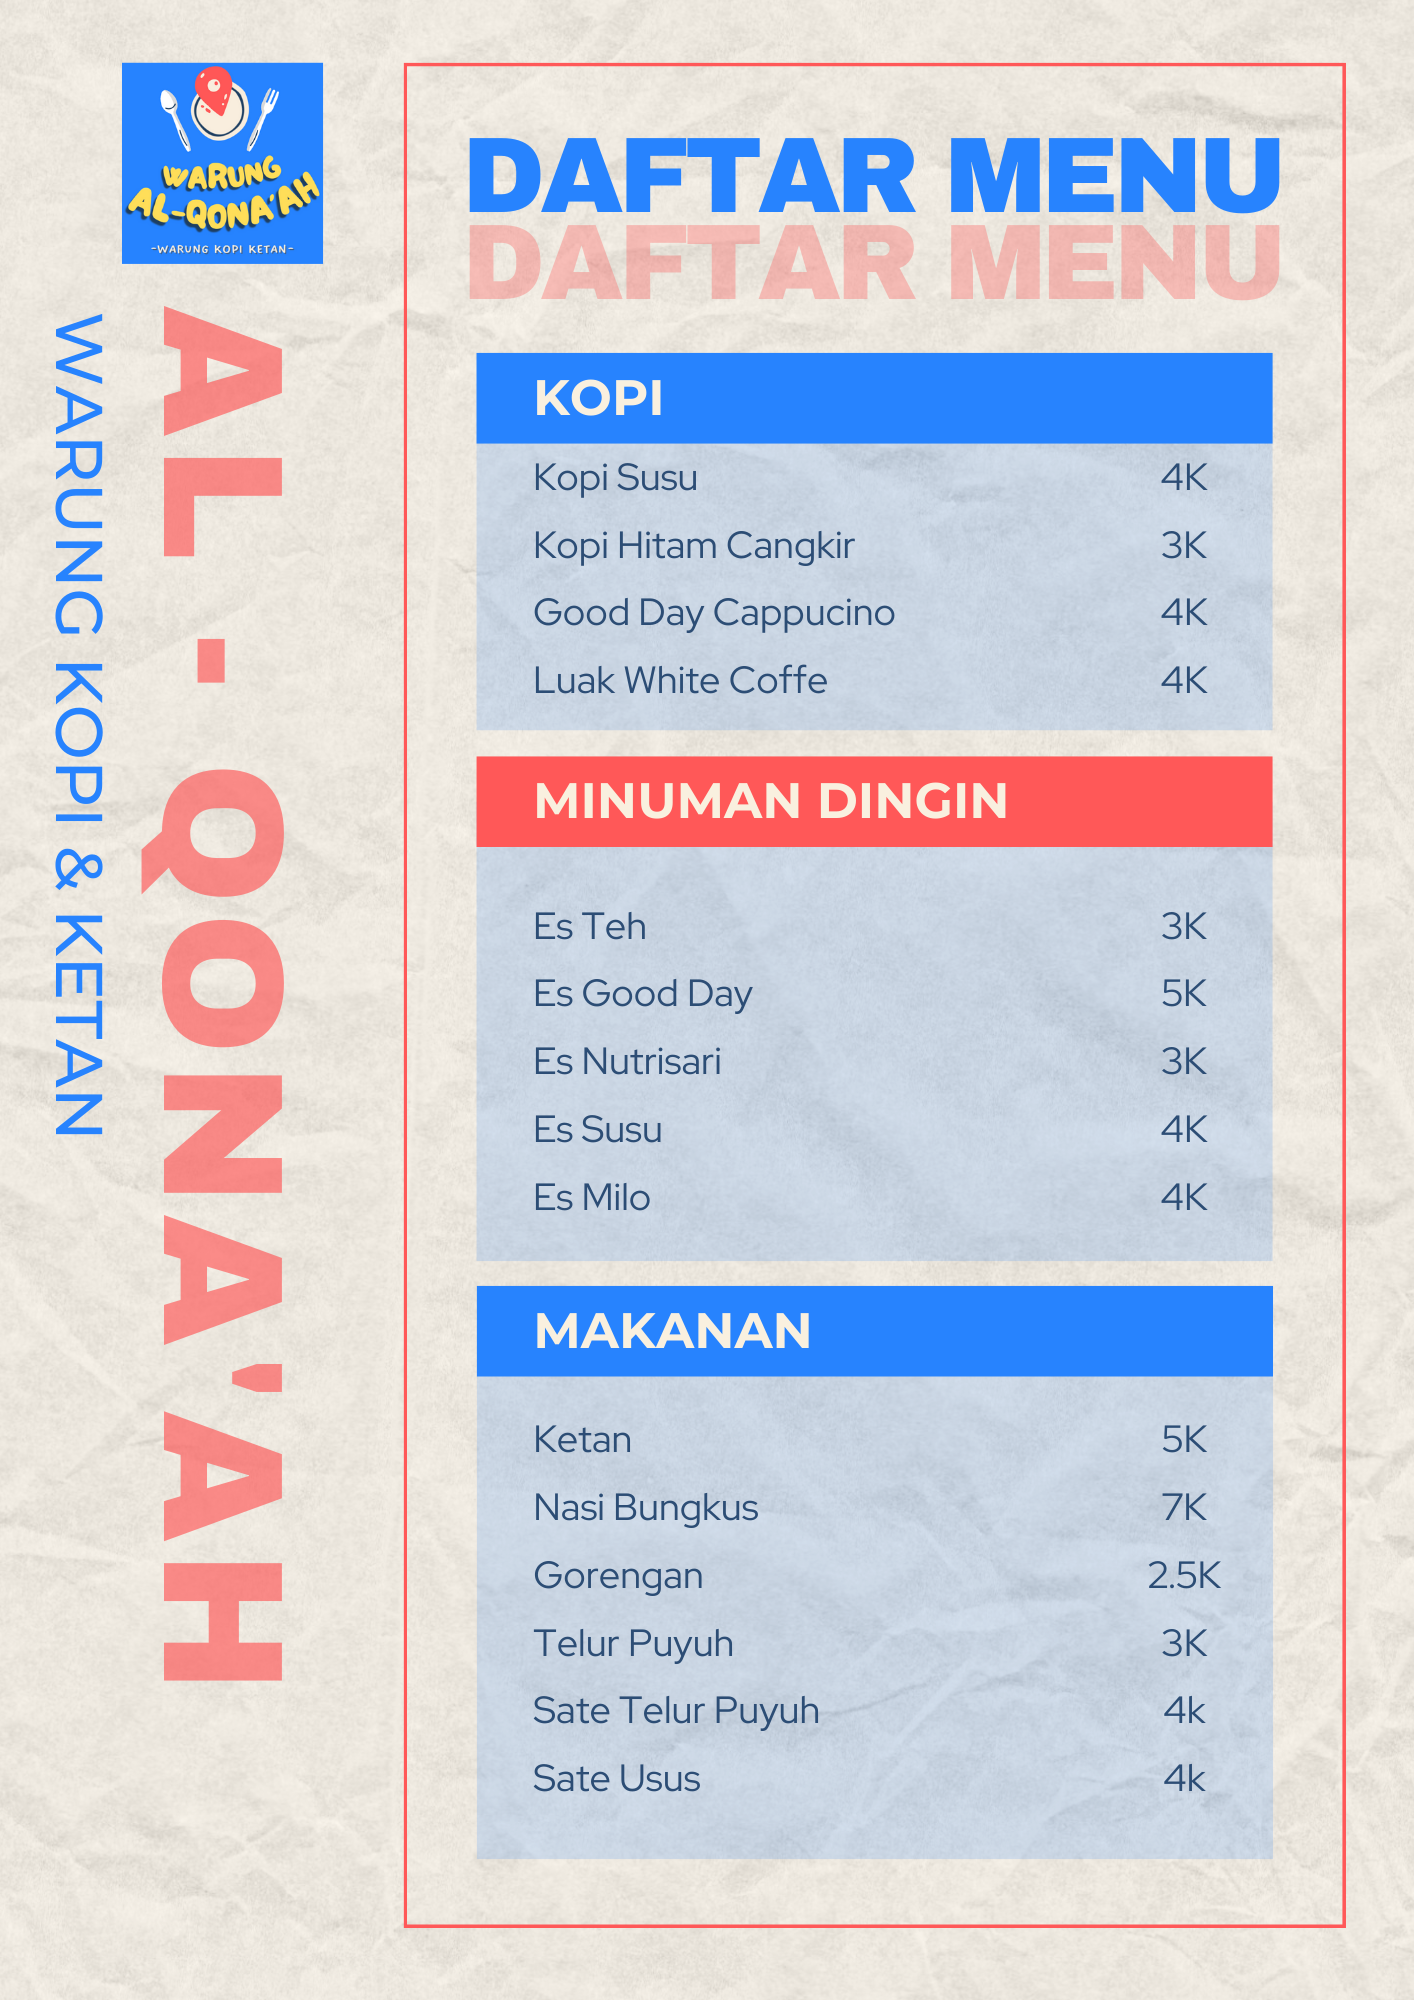 WARUNG
AL-QONA'AH
-WARUNG KOPI KETAN-
WARUNG KOPI & KETAN
AL - QONA'AH
DAFTAR MENU
DAFTAR MENU
KOPI
Kopi Susu 4K
Kopi Hitam Cangkir 3K
Good Day Cappucino 4K
Luak White Coffe 4K
MINUMAN DINGIN
Es Teh 3K
Es Good Day 5K
Es Nutrisari 3K
Es Susu 4K
Es Milo 4K
MAKANAN
Ketan 5K
Nasi Bungkus 7K
Gorengan 2.5K
Telur Puyuh 3K
Sate Telur Puyuh 4k
Sate Usus 4k